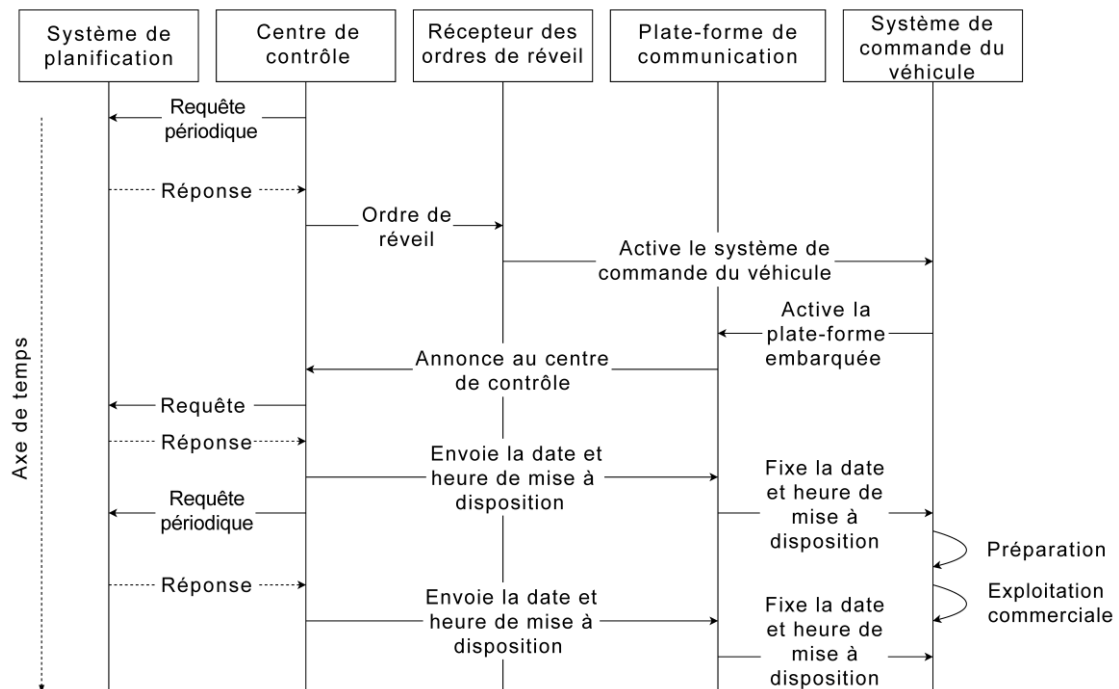 Système de
planification
Centre de
contrôle
Récepteur des
ordres de réveil
Plate-forme de
communication
Système de
commande du
véhicule
Requête
périodique
Réponse
Ordre de
réveil
Active le système de
commande du véhicule
Active la
plate-forme
embarquée
Annonce au centre
de contrôle
Requête
Réponse
Envoie la date et
heure de mise à
disposition
Fixe la date
et heure de
mise à
disposition
Requête
périodique
Préparation
Réponse
Exploitation
commerciale
Envoie la date et
heure de mise à
disposition
Fixe la date
et heure de
mise à
disposition
Axe de temps